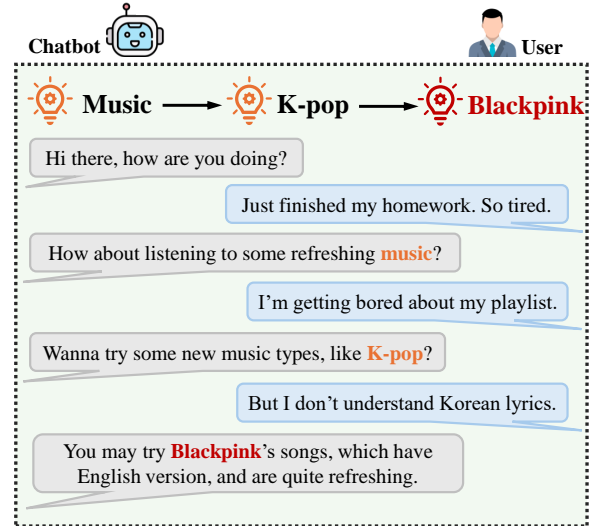 Chatbot
User
Music
K-pop
Blackpink
Hi there, how are you doing?
Just finished my homework. So tired.
How about listening to some refreshing music?
I'm getting bored about my playlist.
Wanna try some new music types, like K-pop?
But I don't understand Korean lyrics.
You may try Blackpink's songs, which have
English version, and are quite refreshing.